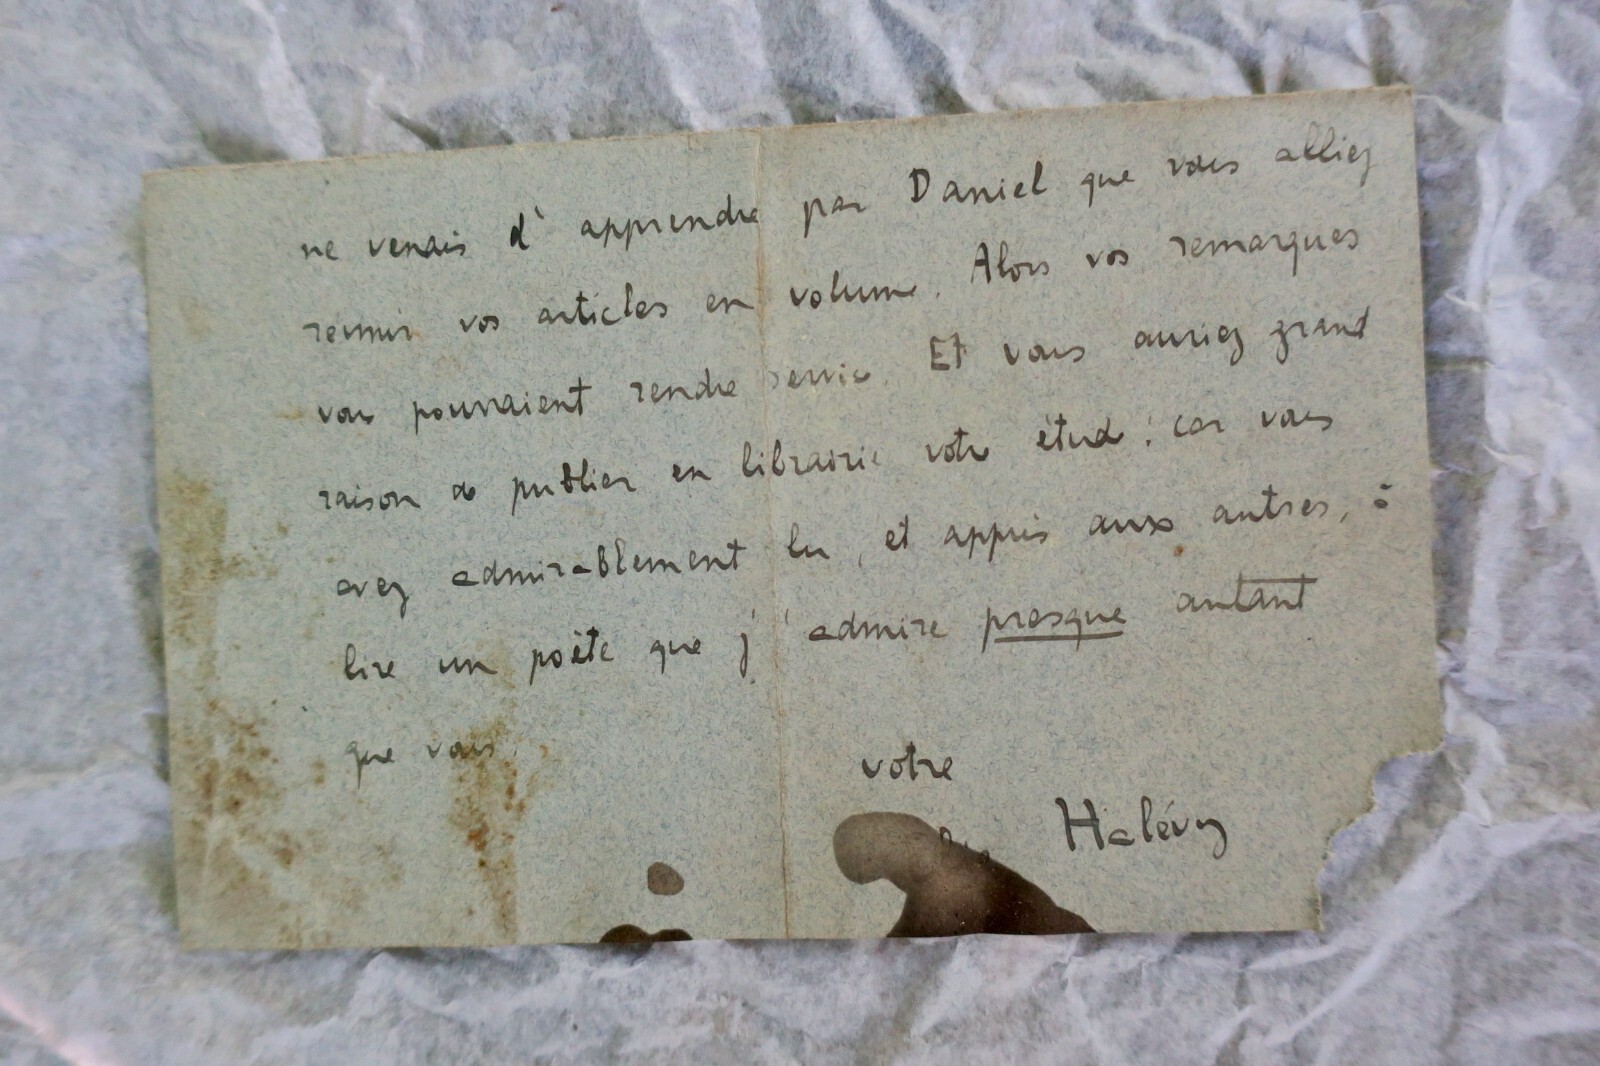 ne venais d'apprendre par Daniel que vous alliez
réunir vos articles en volume. Alors vos remarques
vous pourraient rendre service. Et vous auriez grand
raison de publier en librairie votre étude : car vous
avez admirablement lu, et appris aux autres, à
lire un poète que j'admire presque autant
que vous.
votre
Halévy